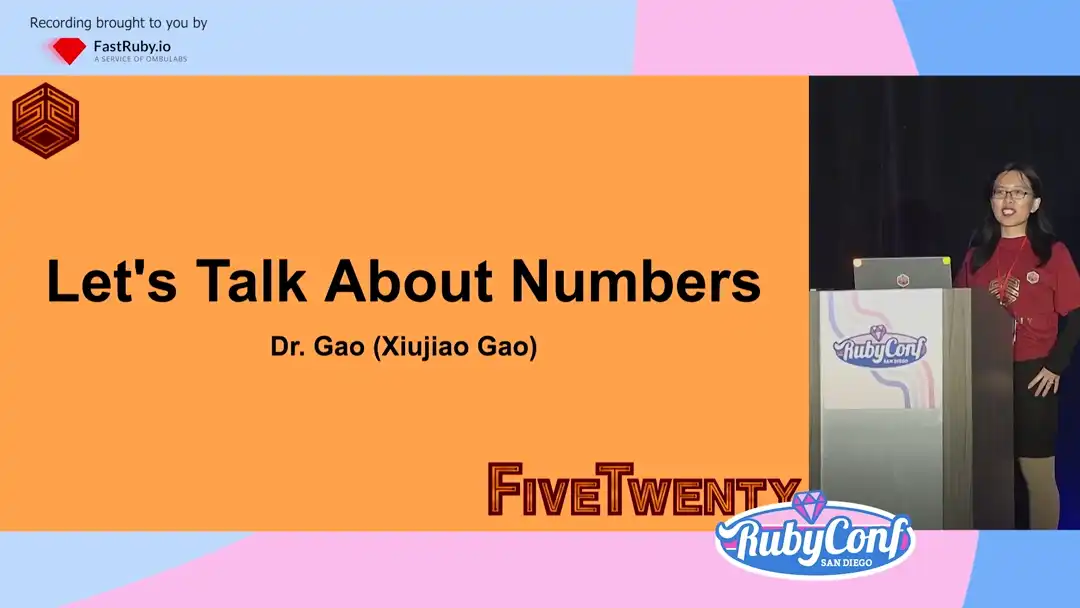 Recording brought to you by
FastRuby.io
A SERVICE OF OMBULABS
Let's Talk About Numbers
Dr. Gao (Xiujiao Gao)
FIVETWENTY
RubyConf
SAN DIEGO
RubyConf
SAN DIEGO